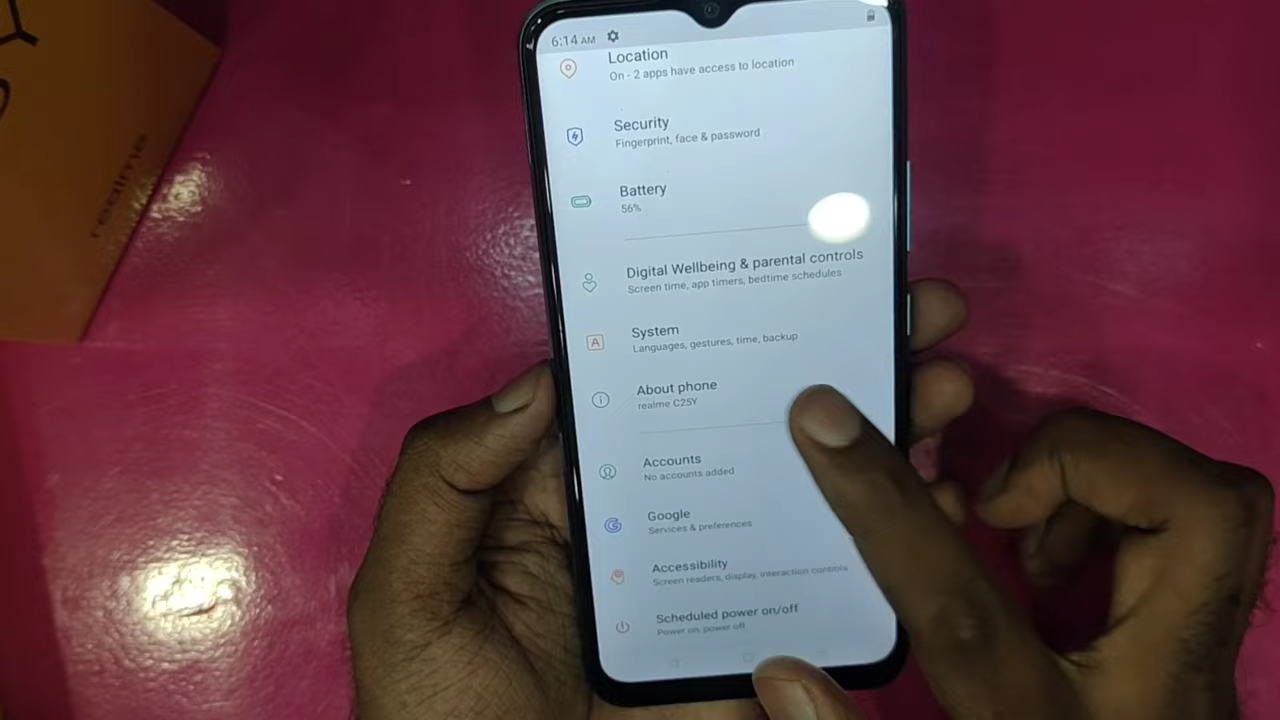 realme
6:14 AM
Location
On - 2 apps have access to location
Security
Fingerprint, face & password
Battery
56%
Digital Wellbeing & parental controls
Screen time, app timers, bedtime schedules
System
Languages, gestures, time, backup
About phone
realme C25Y
Accounts
No accounts added
Google
Services & preferences
Accessibility
Screen readers, display, interaction controls
Scheduled power on/off
Power on, power off